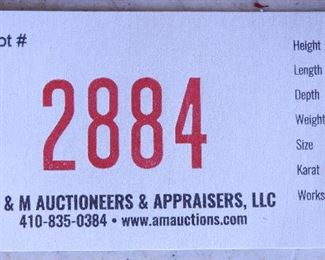 ot #
2884
& M AUCTIONEERS & APPRAISERS, LLC
410-835-0384 • www.amauctions.com
Height
Length
Depth
Weight
Size
Karat
Works